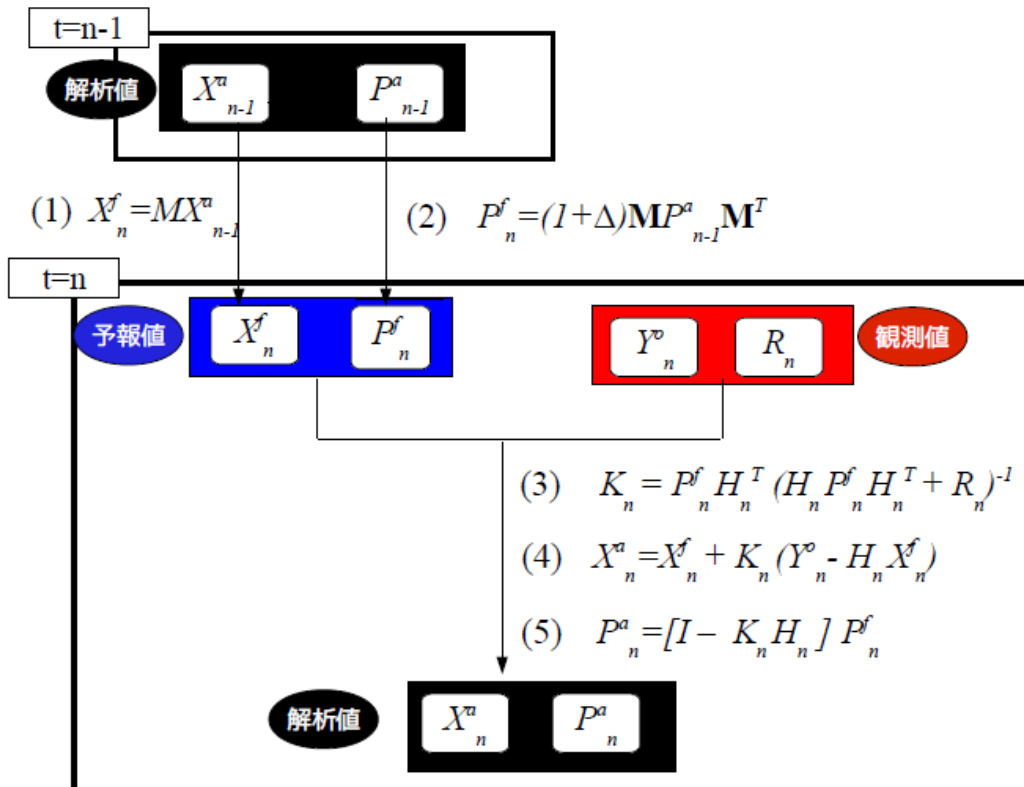 t=n-1
解析値
X^a_{n-1} P^a_{n-1}
(1) X^f_n=MX^a_{n-1}
(2) P^f_n=(1+Δ)MP^a_{n-1}M^T
t=n
予報値
X^f_n P^f_n
Y^o_n R_n
観測値
(3) K_n = P^f_n H_n^T (H_n P^f_n H_n^T + R_n)^{-1}
(4) X^a_n=X^f_n + K_n (Y^o_n - H_n X^f_n)
(5) P^a_n=[I – K_n H_n ] P^f_n
解析値
X^a_n P^a_n